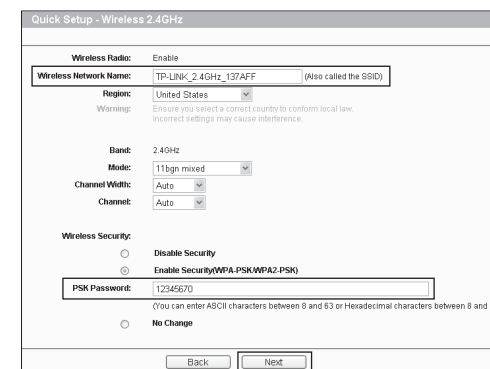 Quick Setup - Wireless 2.4GHz
Wireless Radio: Enable
Wireless Network Name: TP-LINK_2.4GHz_137AFF (Also called the SSID)
Region: United States
Warning: Ensure you select a correct country to conform local law.
Incorrect settings may cause interference.
Band: 2.4GHz
Mode: 11bgn mixed
Channel Width: Auto
Channel: Auto
Wireless Security:
Disable Security
Enable Security(WPA-PSK/WPA2-PSK)
PSK Password: 12345670
(You can enter ASCII characters between 8 and 63 or Hexadecimal characters between 8 and
No Change
Back Next